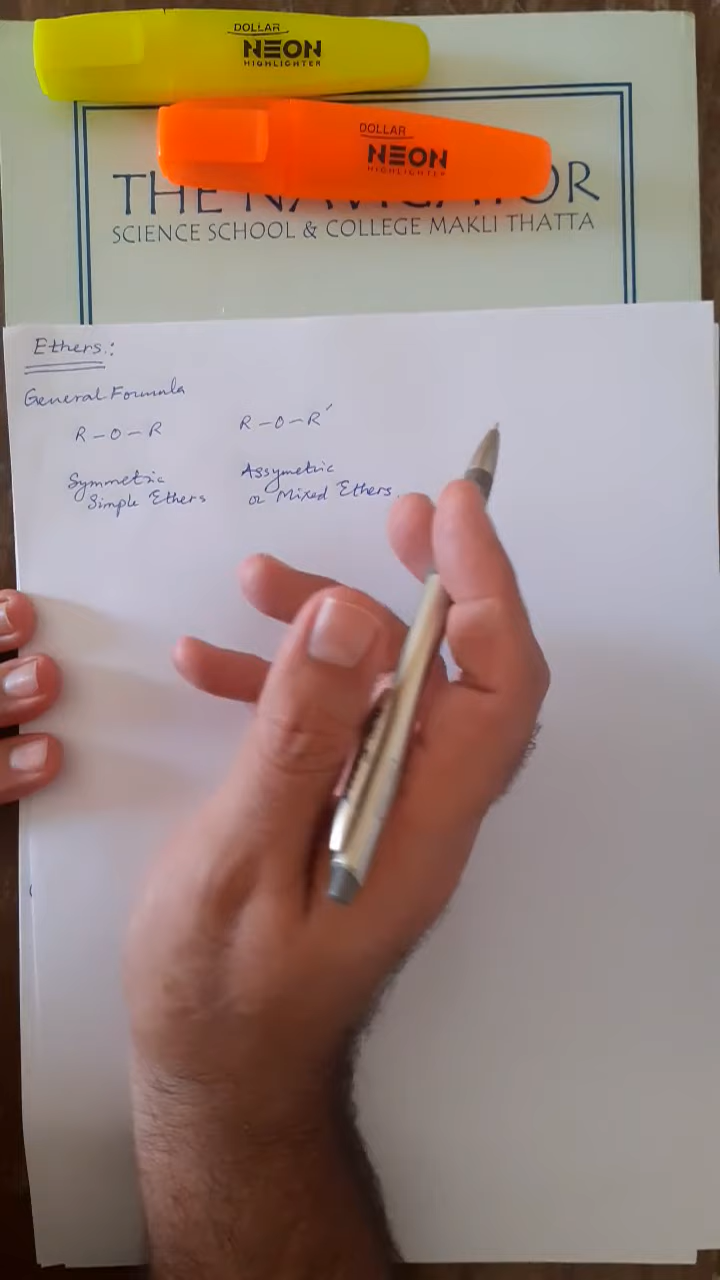 DOLLAR
NEON
HIGHLIGHTER
DOLLAR
NEON
HIGHLIGHTER
THE NAVIGATOR
SCIENCE SCHOOL & COLLEGE MAKLI THATTA
Ethers:
General Formula
R-O-R
R-O-R′
Symmetric
Simple Ethers
Assymetric
or Mixed Ethers.